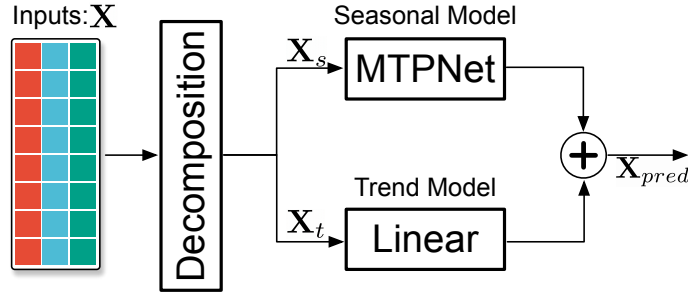 Inputs: X
Decomposition
Seasonal Model
X_s
MTPNet
+
X_pred
Trend Model
X_t
Linear